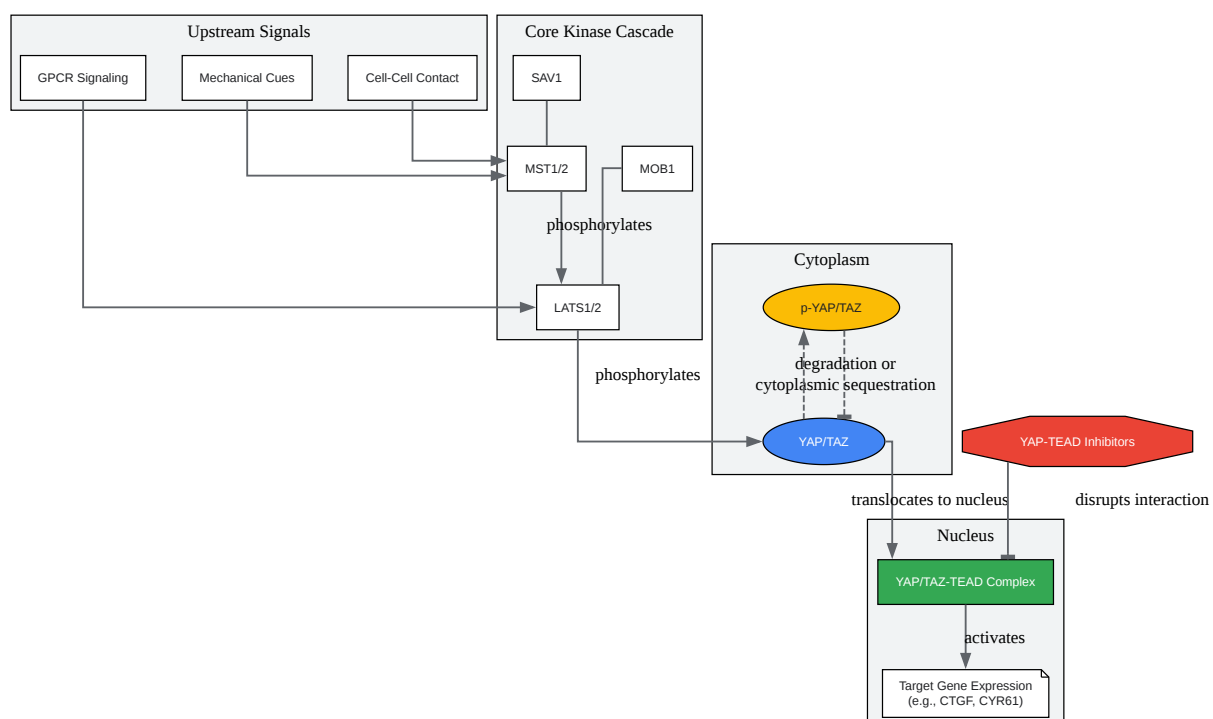 Upstream Signals
GPCR Signaling
Mechanical Cues
Cell-Cell Contact
Core Kinase Cascade
SAV1
MST1/2
MOB1
phosphorylates
LATS1/2
phosphorylates
Cytoplasm
p-YAP/TAZ
degradation or
cytoplasmic sequestration
YAP/TAZ
YAP-TEAD Inhibitors
translocates to nucleus
disrupts interaction
Nucleus
YAP/TAZ-TEAD Complex
activates
Target Gene Expression
(e.g., CTGF, CYR61)